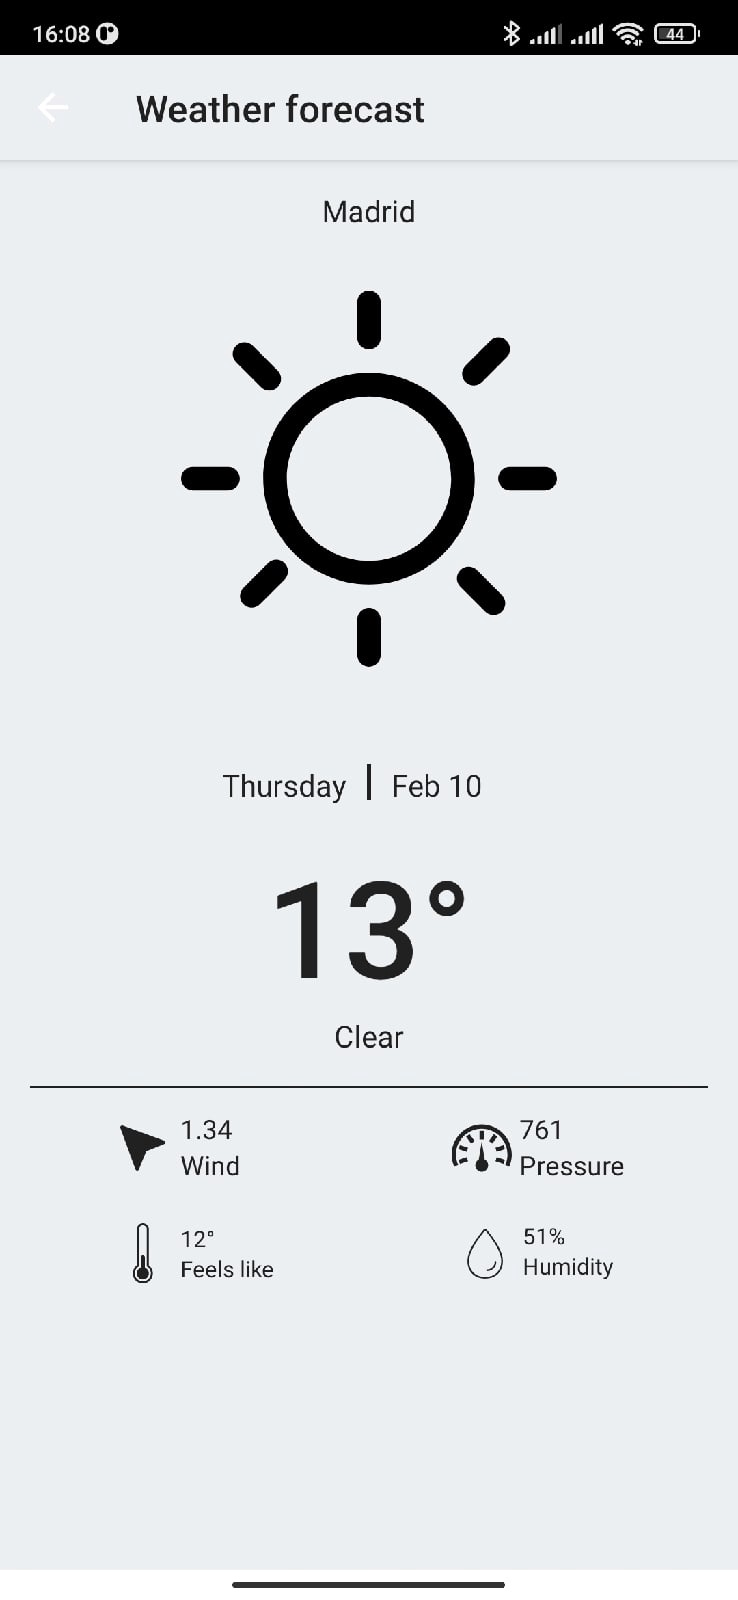 16:08
44
Weather forecast
Madrid
Thursday | Feb 10
13°
Clear
1.34
Wind
761
Pressure
12°
Feels like
51%
Humidity